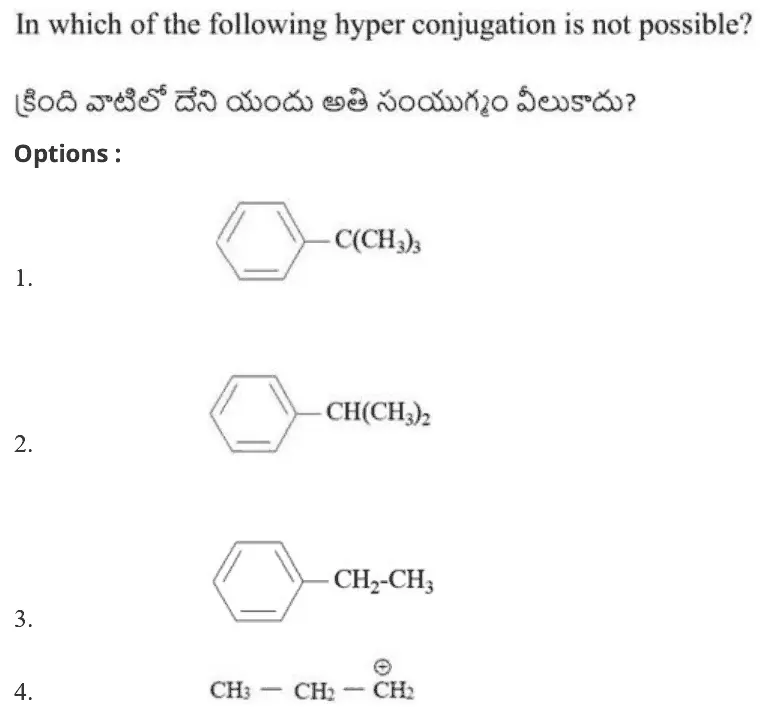 In which of the following hyper conjugation is not possible?
క్రింది వాటిలో దేని యందు అతి సంయుగ్మం వీలుకాదు?
Options :
C(CH₃)₃
1.
CH(CH₃)₂
2.
CH₂-CH₃
3.
⊕
4. CH₃ — CH₂ — CH₂